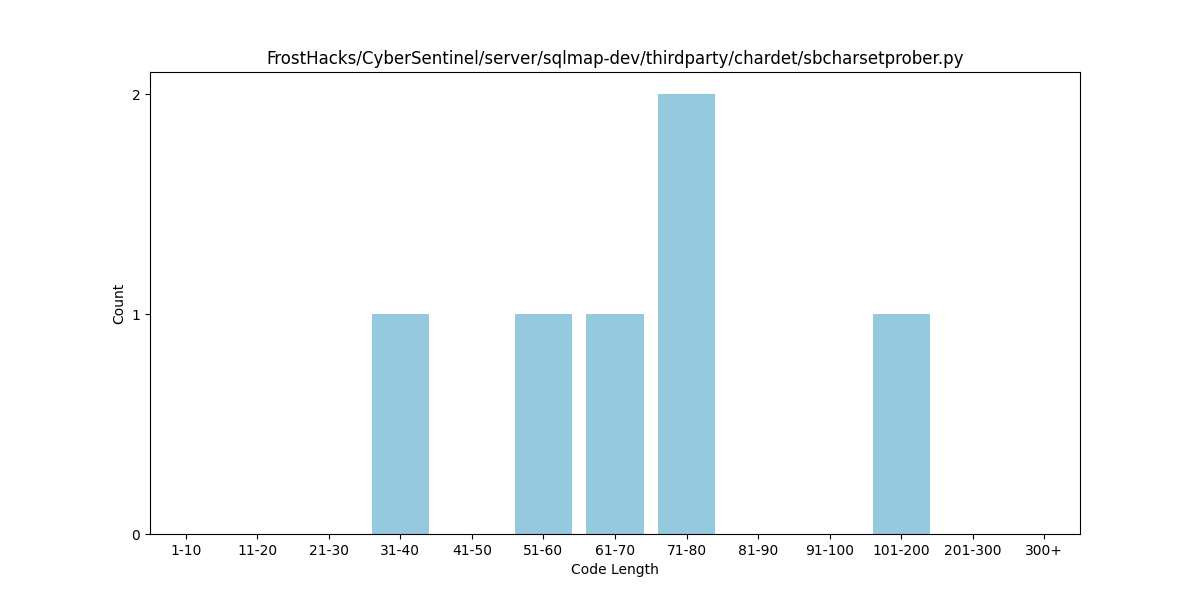 FrostHacks/CyberSentinel/server/sqlmap-dev/thirdparty/chardet/sbcharsetprober.py
2
1
0
Count
1-10 11-20 21-30 31-40 41-50 51-60 61-70 71-80 81-90 91-100 101-200 201-300 300+
Code Length